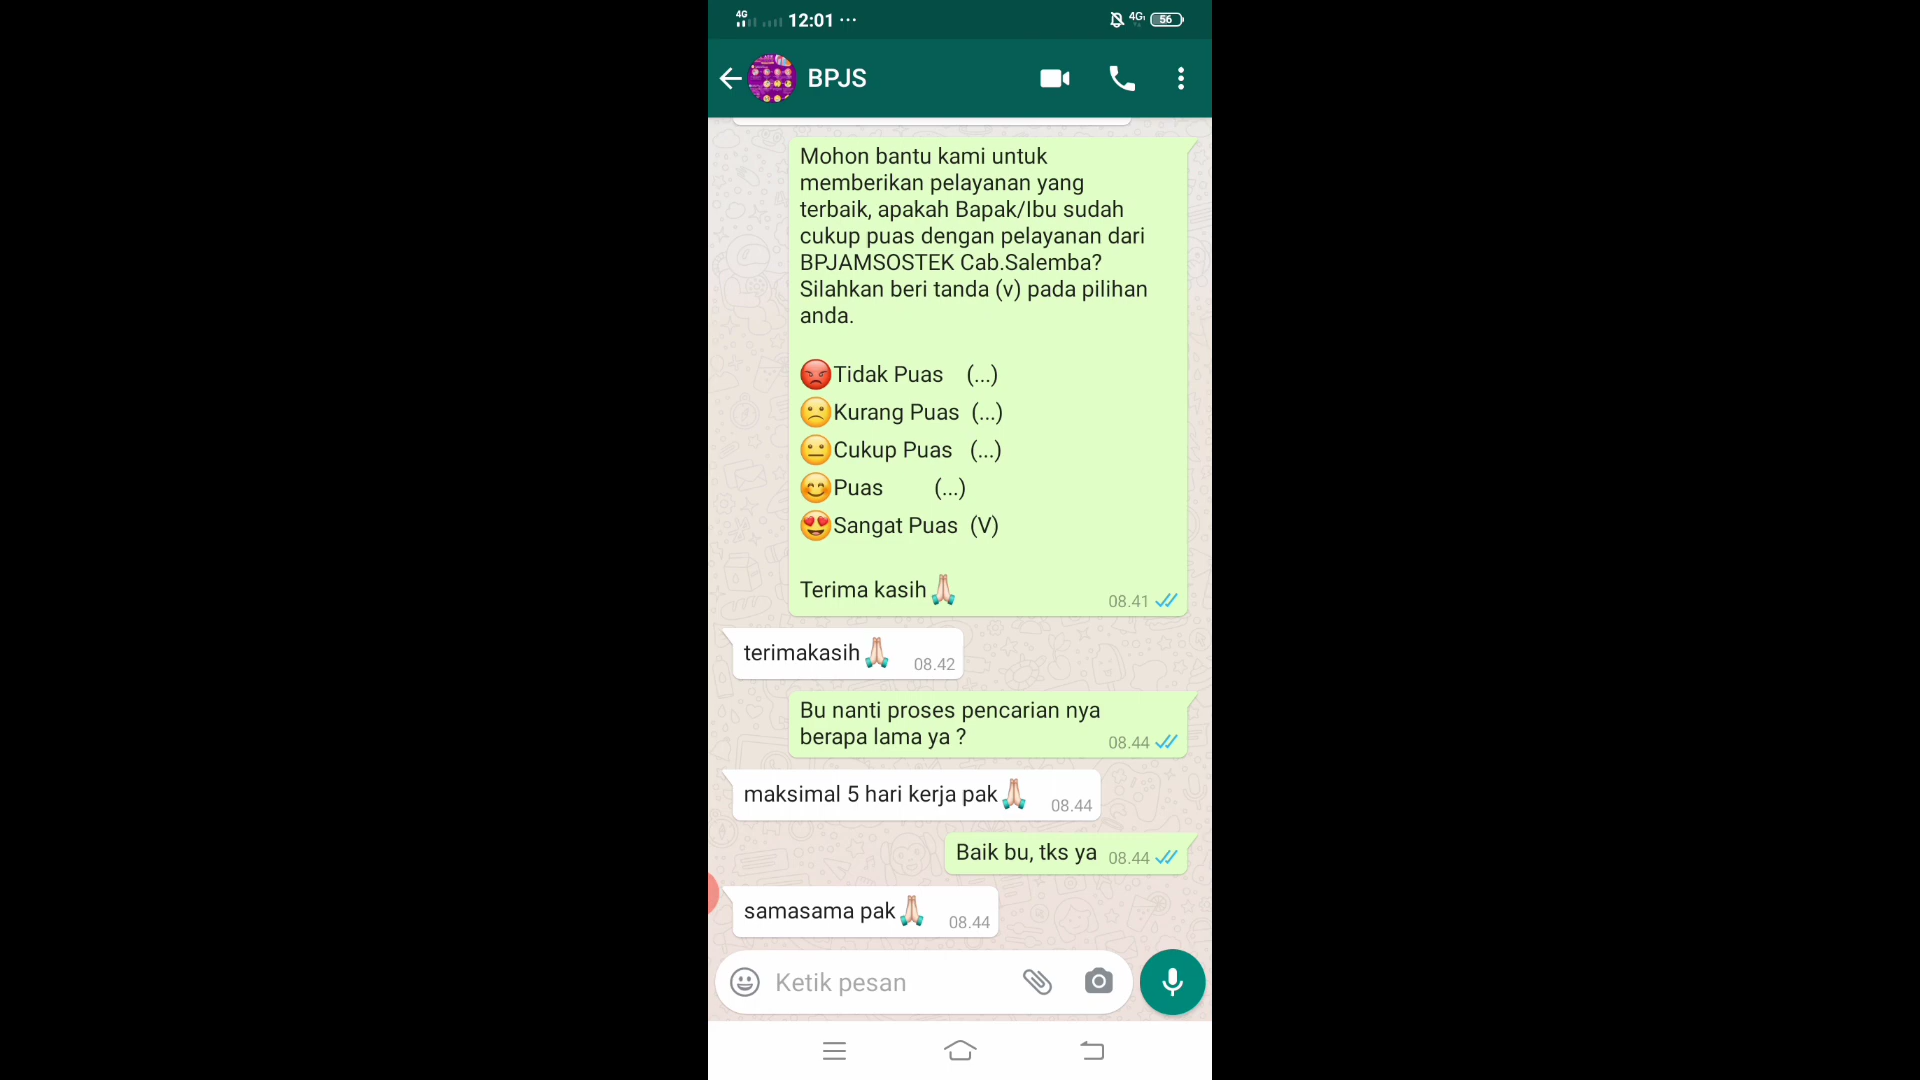 4G 12:01 ... 4G 56
BPJS
Mohon bantu kami untuk
memberikan pelayanan yang
terbaik, apakah Bapak/Ibu sudah
cukup puas dengan pelayanan dari
BPJAMSOSTEK Cab.Salemba?
Silahkan beri tanda (v) pada pilihan
anda.
😡Tidak Puas (...)
🙁Kurang Puas (...)
😐Cukup Puas (...)
😊Puas (...)
😍Sangat Puas (V)
Terima kasih🙏🏻 08.41
terimakasih🙏🏻 08.42
Bu nanti proses pencarian nya
berapa lama ya ? 08.44
maksimal 5 hari kerja pak🙏🏻 08.44
Baik bu, tks ya 08.44
samasama pak🙏🏻 08.44
Ketik pesan